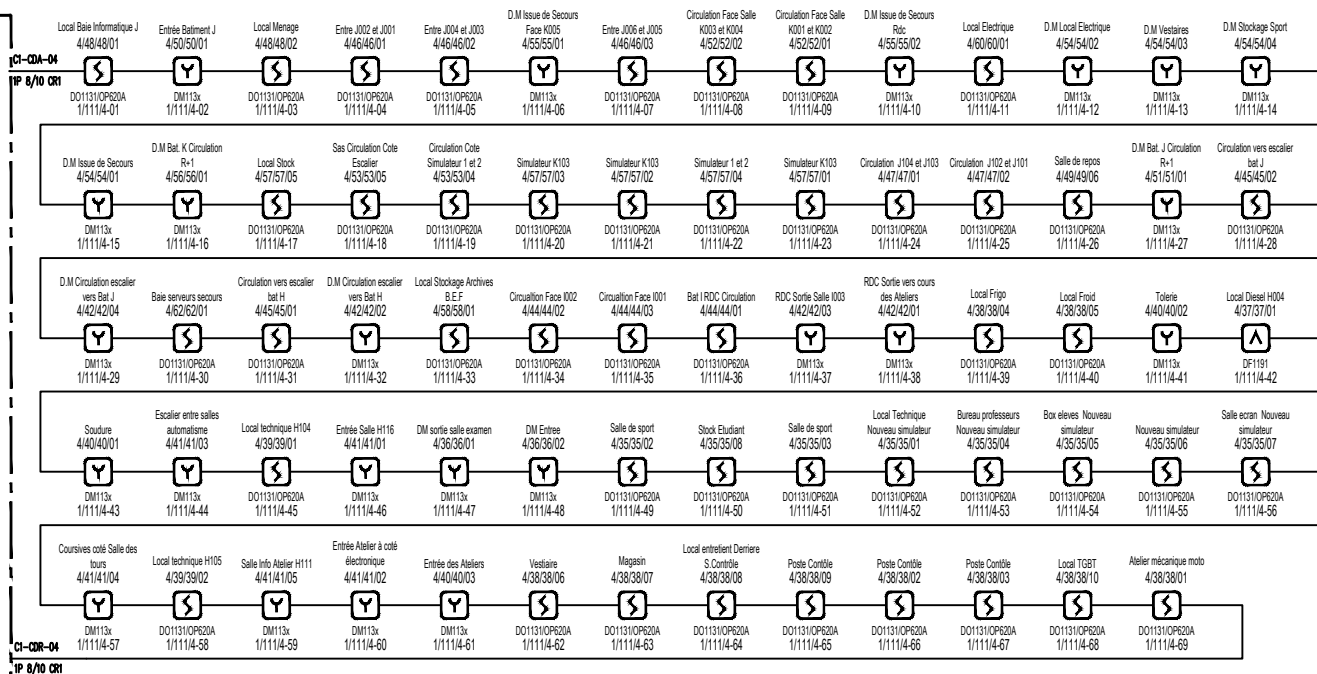 C1-CDA-04
1P 8/10 CR1
Local Baie Informatique J
4/48/48/01
DO1131/OP620A
1/111/4-01
Entrée Batiment J
4/50/50/01
DM113x
1/111/4-02
Local Menage
4/48/48/02
DO1131/OP620A
1/111/4-03
Entre J002 et J001
4/46/46/01
DO1131/OP620A
1/111/4-04
Entre J004 et J003
4/46/46/02
DO1131/OP620A
1/111/4-05
D.M Issue de Secours
Face K005
4/55/55/01
DM113x
1/111/4-06
Entre J006 et J005
4/46/46/03
DO1131/OP620A
1/111/4-07
Circulation Face Salle
K003 et K004
4/52/52/02
DO1131/OP620A
1/111/4-08
Circulation Face Salle
K001 et K002
4/52/52/01
DO1131/OP620A
1/111/4-09
D.M Issue de Secours
Rdc
4/55/55/02
DM113x
1/111/4-10
Local Electrique
4/60/60/01
DO1131/OP620A
1/111/4-11
D.M Local Electrique
4/54/54/02
DM113x
1/111/4-12
D.M Vestaires
4/54/54/03
DM113x
1/111/4-13
D.M Stockage Sport
4/54/54/04
DM113x
1/111/4-14
D.M Issue de Secours
4/54/54/01
DM113x
1/111/4-15
D.M Bat. K Circulation
R+1
4/56/56/01
DM113x
1/111/4-16
Local Stock
4/57/57/05
DO1131/OP620A
1/111/4-17
Sas Circulation Cote
Escalier
4/53/53/05
DO1131/OP620A
1/111/4-18
Circulation Cote
Simulateur 1 et 2
4/53/53/04
DO1131/OP620A
1/111/4-19
Simulateur K103
4/57/57/03
DO1131/OP620A
1/111/4-20
Simulateur K103
4/57/57/02
DO1131/OP620A
1/111/4-21
Simulateur 1 et 2
4/57/57/04
DO1131/OP620A
1/111/4-22
Simulateur K103
4/57/57/01
DO1131/OP620A
1/111/4-23
Circulation J104 et J103
4/47/47/01
DO1131/OP620A
1/111/4-24
Circulation J102 et J101
4/47/47/02
DO1131/OP620A
1/111/4-25
Salle de repos
4/49/49/06
DO1131/OP620A
1/111/4-26
D.M Bat. J Circulation
R+1
4/51/51/01
DM113x
1/111/4-27
Circulation vers escalier
bat J
4/45/45/02
DO1131/OP620A
1/111/4-28
D.M Circulation escalier
vers Bat J
4/42/42/04
DM113x
1/111/4-29
Baie serveurs secours
4/62/62/01
DO1131/OP620A
1/111/4-30
Circulation vers escalier
bat H
4/45/45/01
DO1131/OP620A
1/111/4-31
D.M Circulation escalier
vers Bat H
4/42/42/02
DM113x
1/111/4-32
Local Stockage Archives
B.E.F
4/58/58/01
DO1131/OP620A
1/111/4-33
Circualtion Face I002
4/44/44/02
DO1131/OP620A
1/111/4-34
Circualtion Face I001
4/44/44/03
DO1131/OP620A
1/111/4-35
Bat I RDC Circulation
4/44/44/01
DO1131/OP620A
1/111/4-36
RDC Sortie Salle I003
4/42/42/03
DM113x
1/111/4-37
RDC Sortie vers cours
des Ateliers
4/42/42/01
DM113x
1/111/4-38
Local Frigo
4/38/38/04
DO1131/OP620A
1/111/4-39
Local Froid
4/38/38/05
DO1131/OP620A
1/111/4-40
Tolerie
4/40/40/02
DM113x
1/111/4-41
Local Diesel H004
4/37/37/01
DF1191
1/111/4-42
Soudure
4/40/40/01
DM113x
1/111/4-43
Escalier entre salles
automatisme
4/41/41/03
DM113x
1/111/4-44
Local technique H104
4/39/39/01
DO1131/OP620A
1/111/4-45
Entrée Salle H116
4/41/41/01
DM113x
1/111/4-46
DM sortie salle examen
4/36/36/01
DM113x
1/111/4-47
DM Entree
4/36/36/02
DM113x
1/111/4-48
Salle de sport
4/35/35/02
DO1131/OP620A
1/111/4-49
Stock Etudiant
4/35/35/08
DO1131/OP620A
1/111/4-50
Salle de sport
4/35/35/03
DO1131/OP620A
1/111/4-51
Local Technique
Nouveau simulateur
4/35/35/01
DO1131/OP620A
1/111/4-52
Bureau professeurs
Nouveau simulateur
4/35/35/04
DO1131/OP620A
1/111/4-53
Box eleves Nouveau
simulateur
4/35/35/05
DO1131/OP620A
1/111/4-54
Nouveau simulateur
4/35/35/06
DO1131/OP620A
1/111/4-55
Salle ecran Nouveau
simulateur
4/35/35/07
DO1131/OP620A
1/111/4-56
Coursives coté Salle des
tours
4/41/41/04
DM113x
1/111/4-57
Local technique H105
4/39/39/02
DO1131/OP620A
1/111/4-58
Salle Info Atelier H111
4/41/41/05
DM113x
1/111/4-59
Entrée Atelier à coté
électronique
4/41/41/02
DM113x
1/111/4-60
Entrée des Ateliers
4/40/40/03
DM113x
1/111/4-61
Vestiaire
4/38/38/06
DO1131/OP620A
1/111/4-62
Magasin
4/38/38/07
DO1131/OP620A
1/111/4-63
Local entretient Derriere
S.Contrôle
4/38/38/08
DO1131/OP620A
1/111/4-64
Poste Contôle
4/38/38/09
DO1131/OP620A
1/111/4-65
Poste Contôle
4/38/38/02
DO1131/OP620A
1/111/4-66
Poste Contôle
4/38/38/03
DO1131/OP620A
1/111/4-67
Local TGBT
4/38/38/10
DO1131/OP620A
1/111/4-68
Atelier mécanique moto
4/38/38/01
DO1131/OP620A
1/111/4-69
C1-CDR-04
1P 8/10 CR1